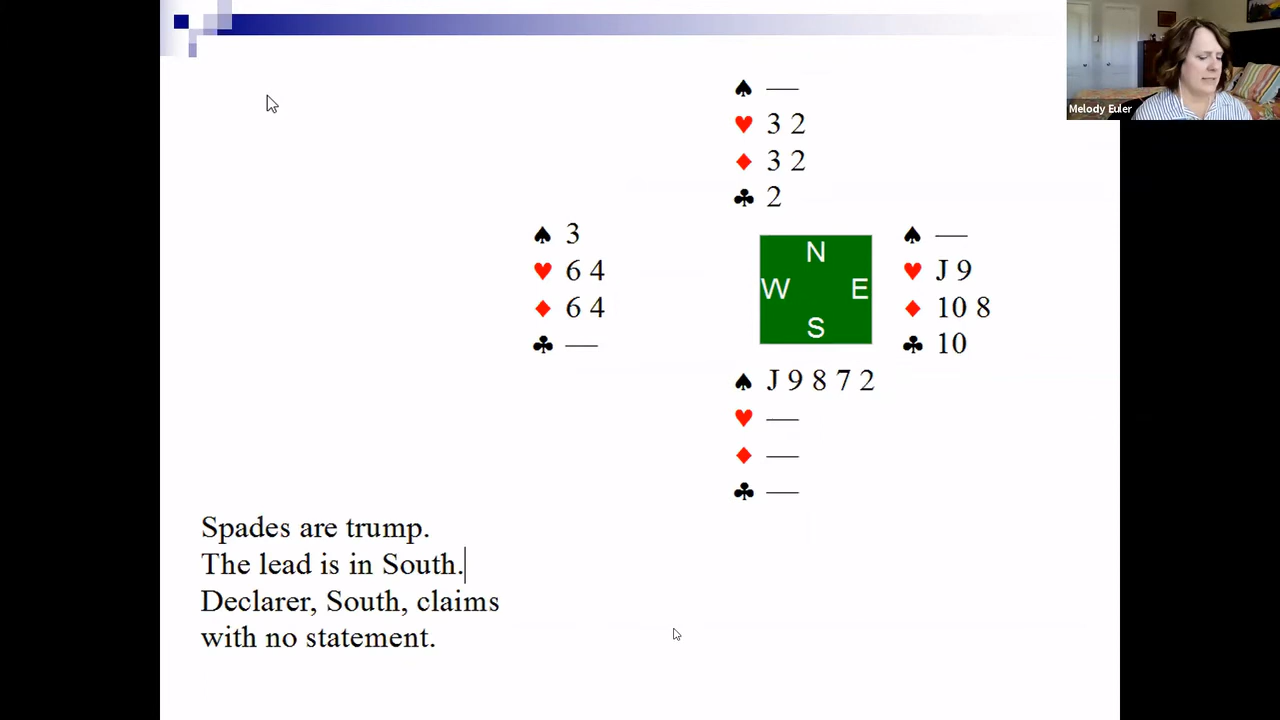 Melody Euler
♠ —
♥ 3 2
♦ 3 2
♣ 2
♠ 3
♥ 6 4
♦ 6 4
♣ —
N
W E
S
♠ —
♥ J 9
♦ 10 8
♣ 10
♠ J 9 8 7 2
♥ —
♦ —
♣ —
Spades are trump.
The lead is in South.
Declarer, South, claims
with no statement.